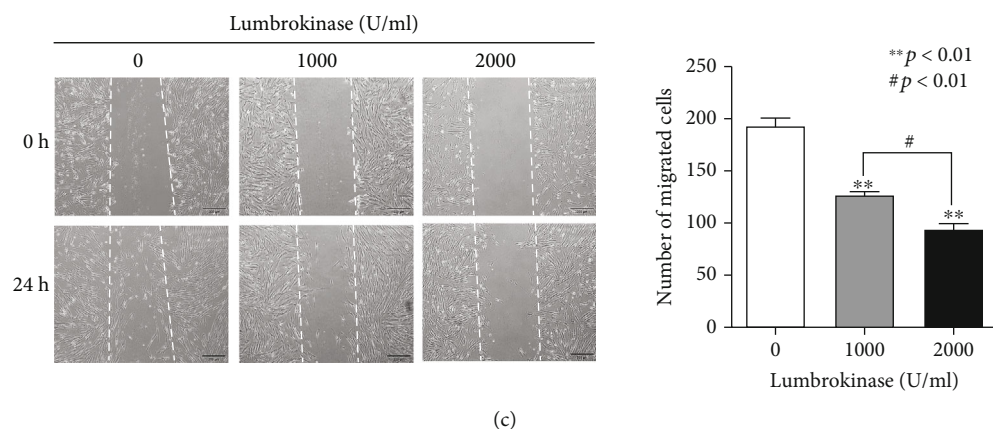 Lumbrokinase (U/ml)
0 1000 2000
0 h
24 h
**p < 0.01
#p < 0.01
Number of migrated cells
250
200
150
100
50
0
#
**
**
0 1000 2000
Lumbrokinase (U/ml)
(c)